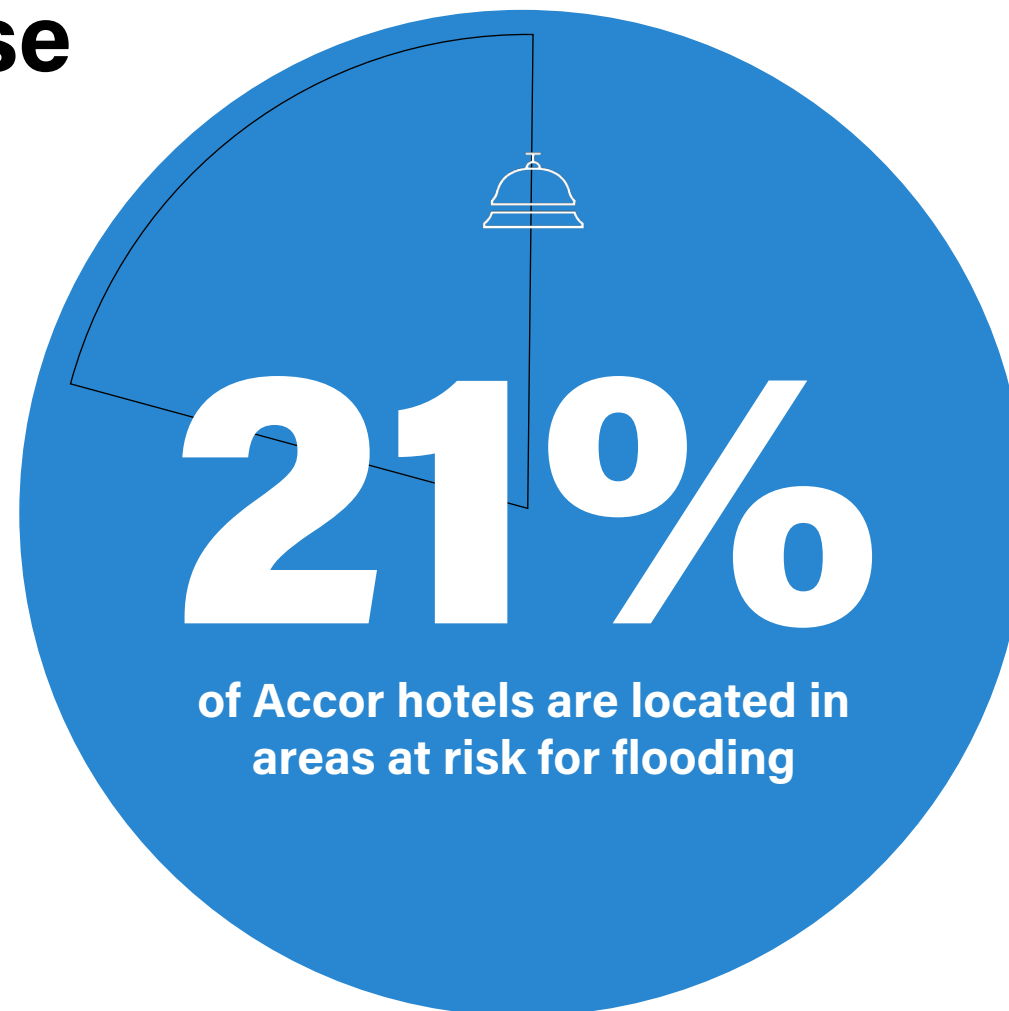 se
21%
of Accor hotels are located in
areas at risk for flooding